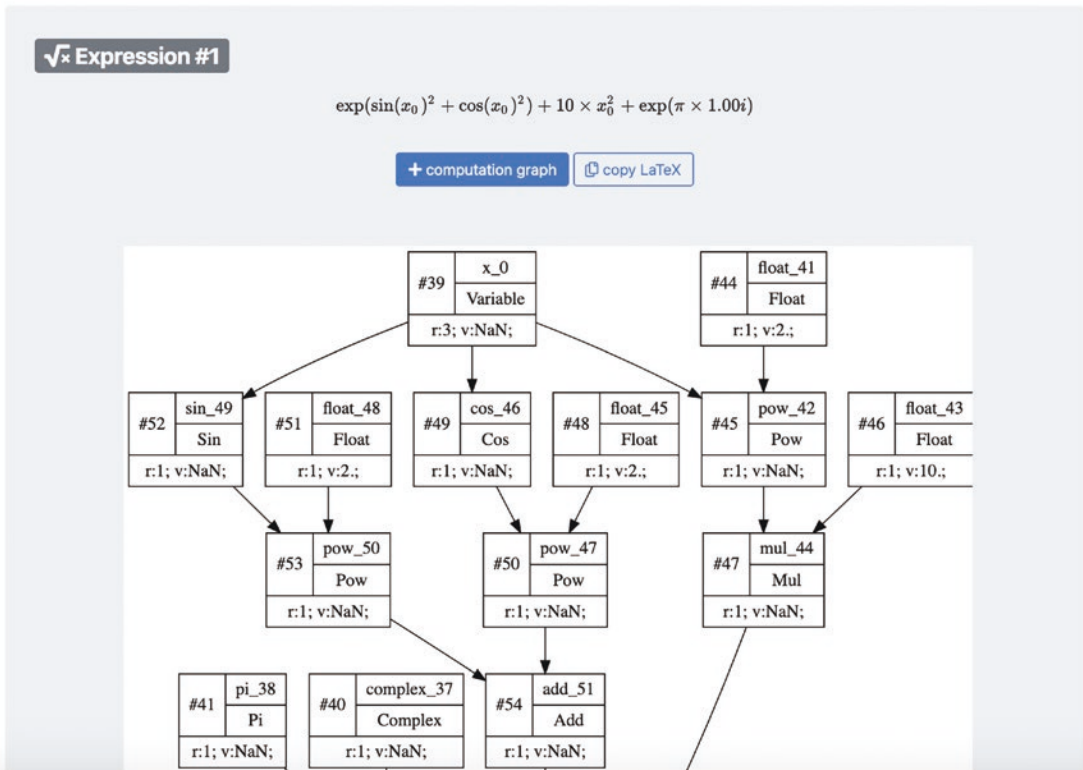 √x Expression #1
exp(sin(x₀)² + cos(x₀)²) + 10 × x₀² + exp(π × 1.00i)
+ computation graph
copy LaTeX
#39 x_0 Variable r:3; v:NaN;
#44 float_41 Float r:1; v:2.;
#52 sin_49 Sin r:1; v:NaN;
#51 float_48 Float r:1; v:2.;
#49 cos_46 Cos r:1; v:NaN;
#48 float_45 Float r:1; v:2.;
#45 pow_42 Pow r:1; v:NaN;
#46 float_43 Float r:1; v:10.;
#53 pow_50 Pow r:1; v:NaN;
#50 pow_47 Pow r:1; v:NaN;
#47 mul_44 Mul r:1; v:NaN;
#41 pi_38 Pi r:1; v:NaN;
#40 complex_37 Complex r:1; v:NaN;
#54 add_51 Add r:1; v:NaN;